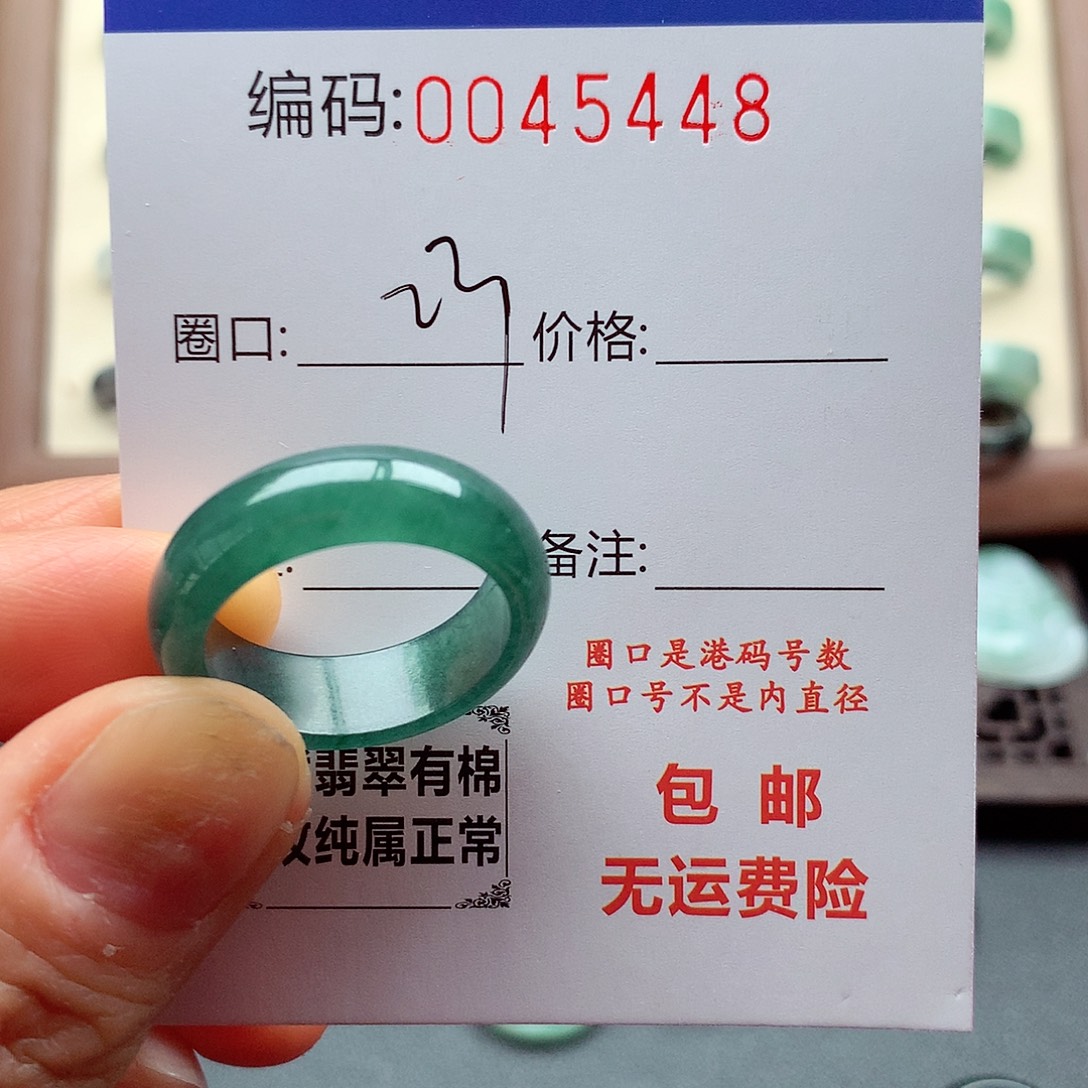 编码:0045448
圈口: 价格:
备注:
圈口是港码号数
圈口号不是内直径
翡翠有棉
纹纯属正常
包邮
无运费险